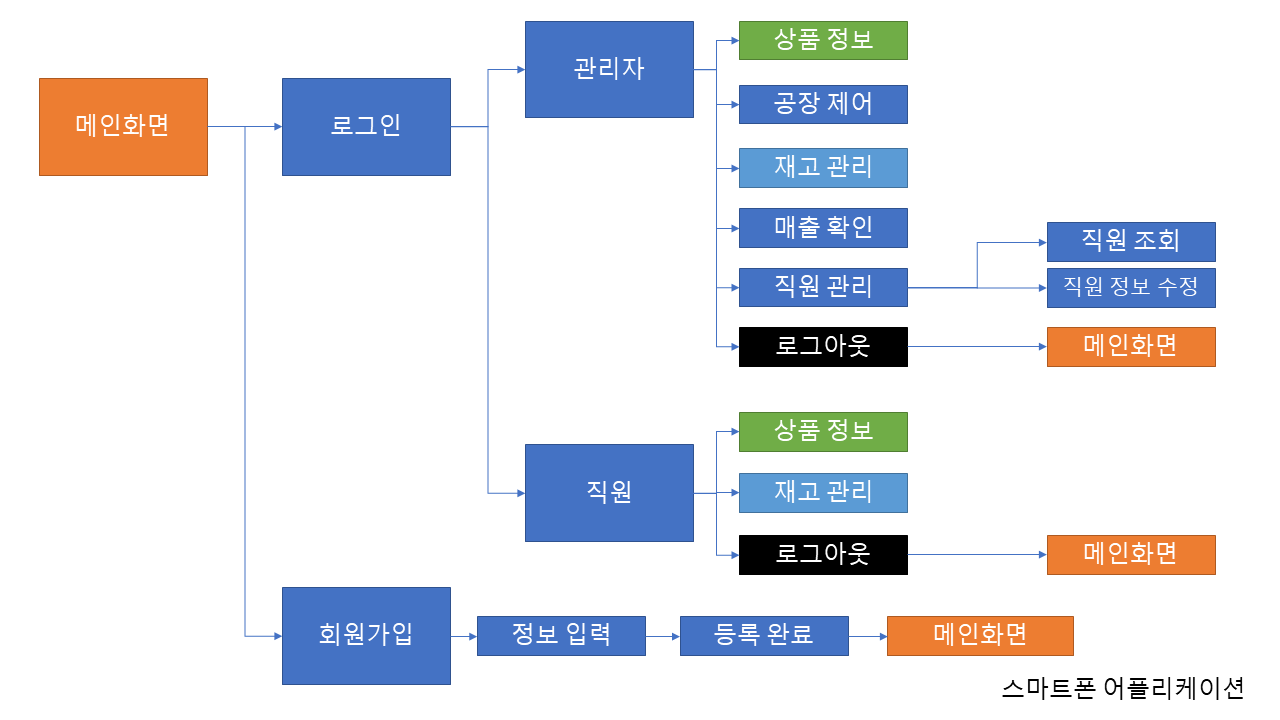 메인화면
로그인
관리자
상품 정보
공장 제어
재고 관리
매출 확인
직원 관리
직원 조회
직원 정보 수정
로그아웃
메인화면
직원
상품 정보
재고 관리
로그아웃
메인화면
회원가입
정보 입력
등록 완료
메인화면
스마트폰 어플리케이션